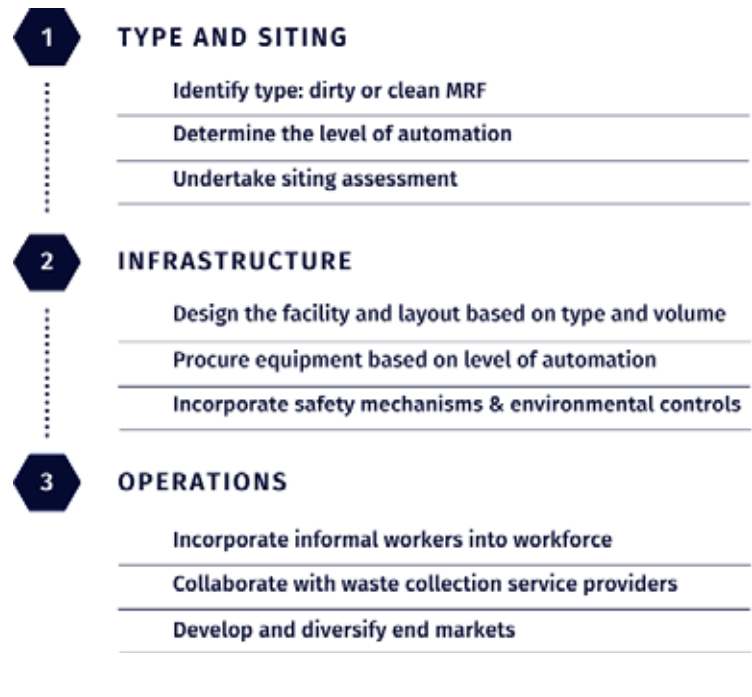 1 TYPE AND SITING
Identify type: dirty or clean MRF
Determine the level of automation
Undertake siting assessment
2 INFRASTRUCTURE
Design the facility and layout based on type and volume
Procure equipment based on level of automation
Incorporate safety mechanisms & environmental controls
3 OPERATIONS
Incorporate informal workers into workforce
Collaborate with waste collection service providers
Develop and diversify end markets